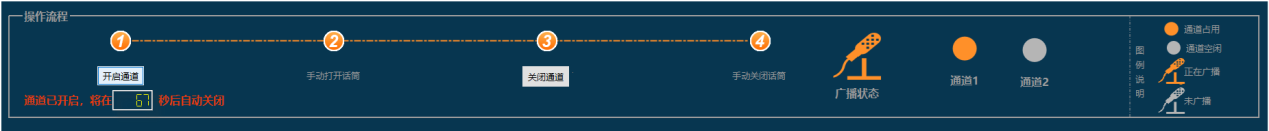 操作流程
1 2 3 4
开启通道 手动打开话筒 关闭通道 手动关闭话筒
通道已开启，将在 67 秒后自动关闭
广播状态 通道1 通道2
图例说明
通道占用
通道空闲
正在广播
未广播